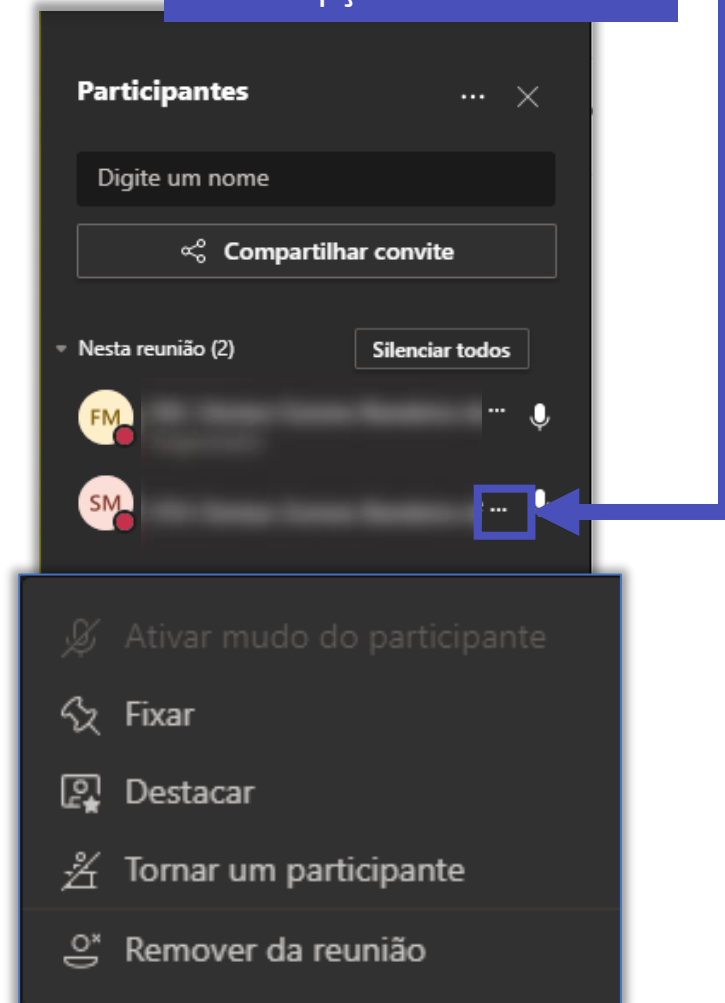 Participantes
Digite um nome
Compartilhar convite
Nesta reunião (2)
Silenciar todos
FM
SM
Ativar mudo do participante
Fixar
Destacar
Tornar um participante
Remover da reunião